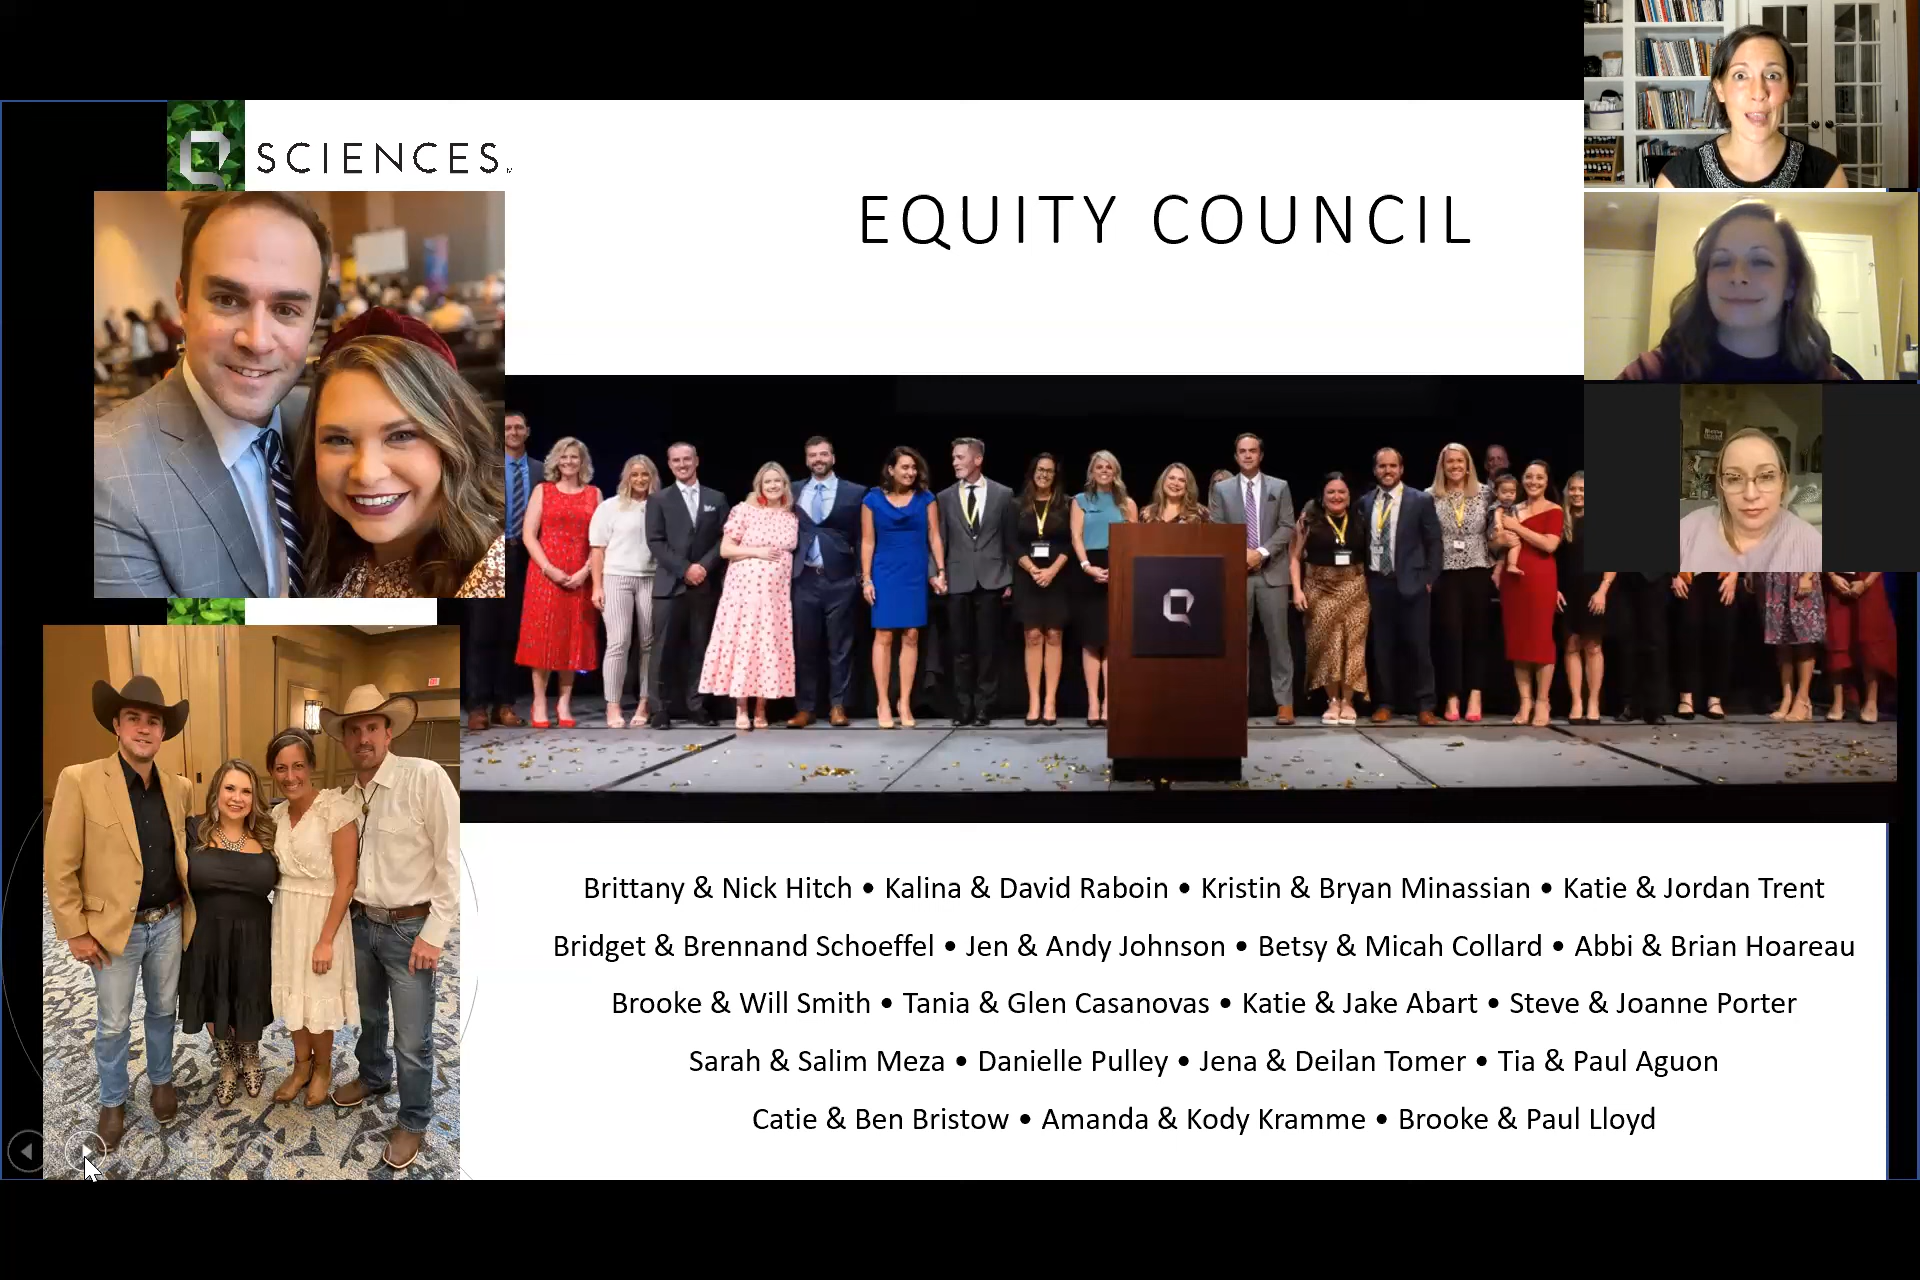 SCIENCES
EQUITY COUNCIL
Brittany & Nick Hitch • Kalina & David Raboin • Kristin & Bryan Minassian • Katie & Jordan Trent
Bridget & Brennand Schoeffel • Jen & Andy Johnson • Betsy & Micah Collard • Abbi & Brian Hoareau
Brooke & Will Smith • Tania & Glen Casanovas • Katie & Jake Abart • Steve & Joanne Porter
Sarah & Salim Meza • Danielle Pulley • Jena & Deilan Tomer • Tia & Paul Aguon
Catie & Ben Bristow • Amanda & Kody Kramme • Brooke & Paul Lloyd